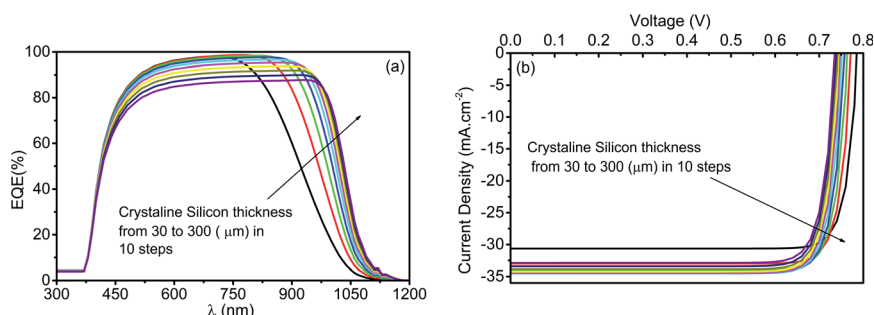 (a)
100
80
60
40
20
0
EQE(%)
Crystaline Silicon thickness
from 30 to 300 ( μm) in
10 steps
300 450 600 750 900 1050 1200
λ (nm)
Voltage (V)
0.0 0.1 0.2 0.3 0.4 0.5 0.6 0.7 0.8
(b)
0
-5
-10
-15
-20
-25
-30
-35
Current Density (mA.cm-2)
Crystaline Silicon thickness
from 30 to 300 (μm) in 10 steps